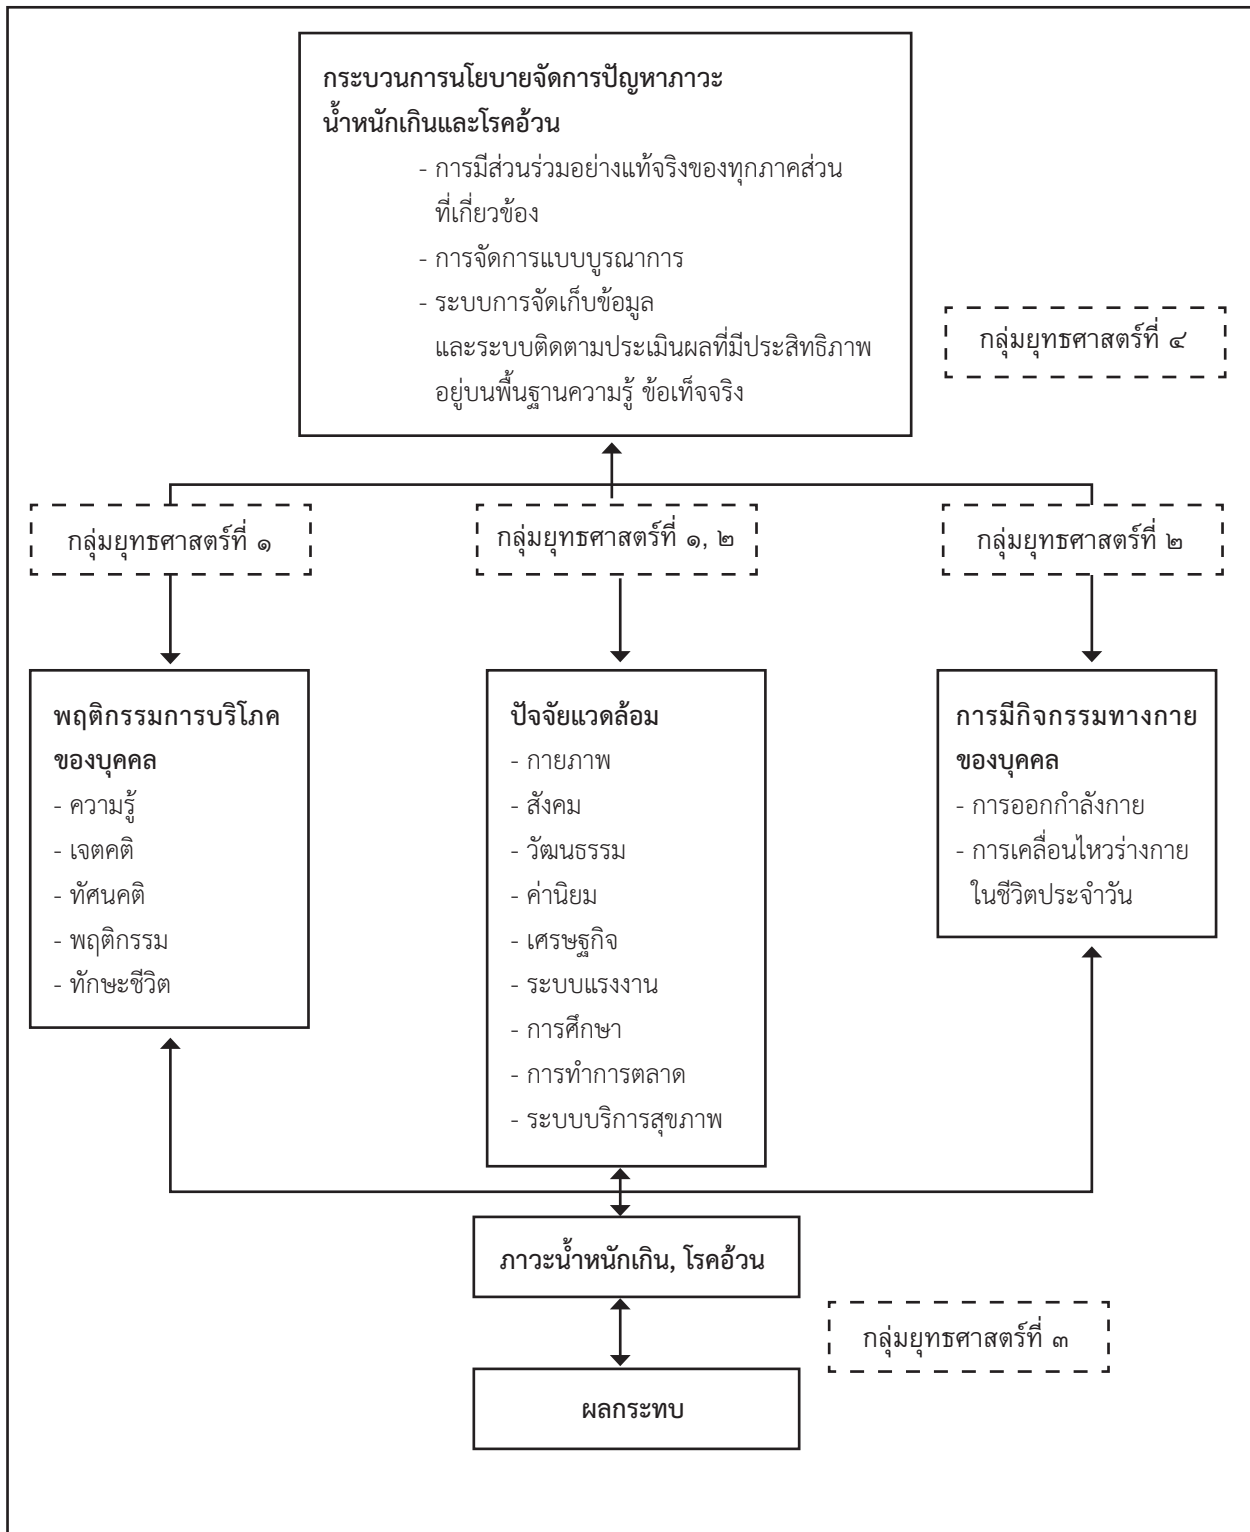 กระบวนการนโยบายจัดการปัญหาภาวะ
น้ำหนักเกินและโรคอ้วน
- การมีส่วนร่วมอย่างแท้จริงของทุกภาคส่วน
ที่เกี่ยวข้อง
- การจัดการแบบบูรณาการ
- ระบบการจัดเก็บข้อมูล
และระบบติดตามประเมินผลที่มีประสิทธิภาพ
อยู่บนพื้นฐานความรู้ ข้อเท็จจริง
กลุ่มยุทธศาสตร์ที่ ๔
กลุ่มยุทธศาสตร์ที่ ๑
กลุ่มยุทธศาสตร์ที่ ๑, ๒
กลุ่มยุทธศาสตร์ที่ ๒
พฤติกรรมการบริโภค
ของบุคคล
- ความรู้
- เจตคติ
- ทัศนคติ
- พฤติกรรม
- ทักษะชีวิต
ปัจจัยแวดล้อม
- กายภาพ
- สังคม
- วัฒนธรรม
- ค่านิยม
- เศรษฐกิจ
- ระบบแรงงาน
- การศึกษา
- การทำการตลาด
- ระบบบริการสุขภาพ
การมีกิจกรรมทางกาย
ของบุคคล
- การออกกำลังกาย
- การเคลื่อนไหวร่างกาย
ในชีวิตประจำวัน
ภาวะน้ำหนักเกิน, โรคอ้วน
กลุ่มยุทธศาสตร์ที่ ๓
ผลกระทบ